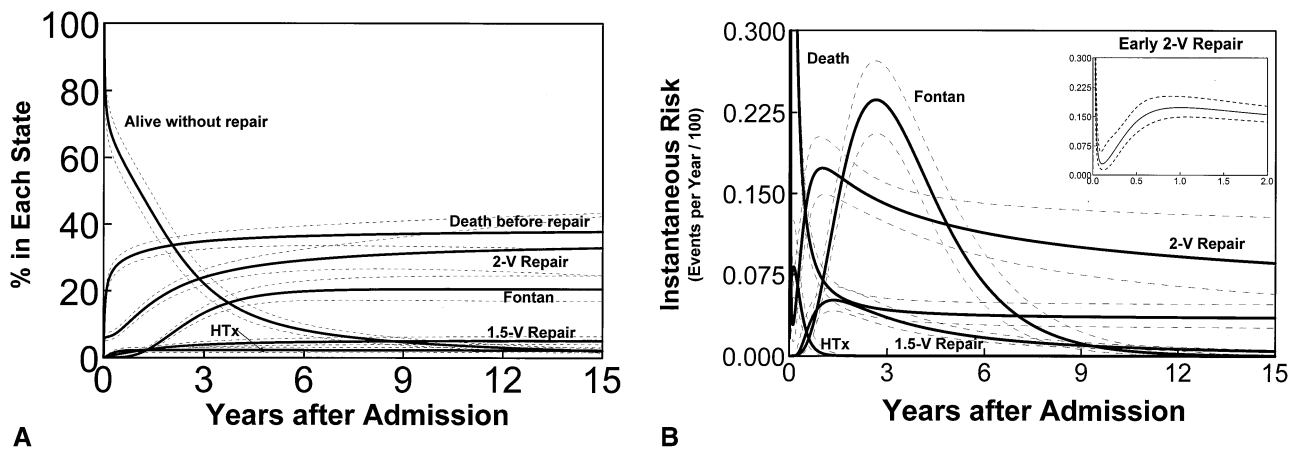 100
80
60
40
20
0
% in Each State
Alive without repair
Death before repair
2-V Repair
Fontan
HTx
1.5-V Repair
0 3 6 9 12 15
Years after Admission
A
0.300
0.225
0.150
0.075
0.000
Instantaneous Risk
(Events per Year / 100)
Death
Fontan
2-V Repair
HTx
1.5-V Repair
0 3 6 9 12 15
Years after Admission
Early 2-V Repair
0.300
0.225
0.150
0.075
0.000
0.0 0.5 1.0 1.5 2.0
B